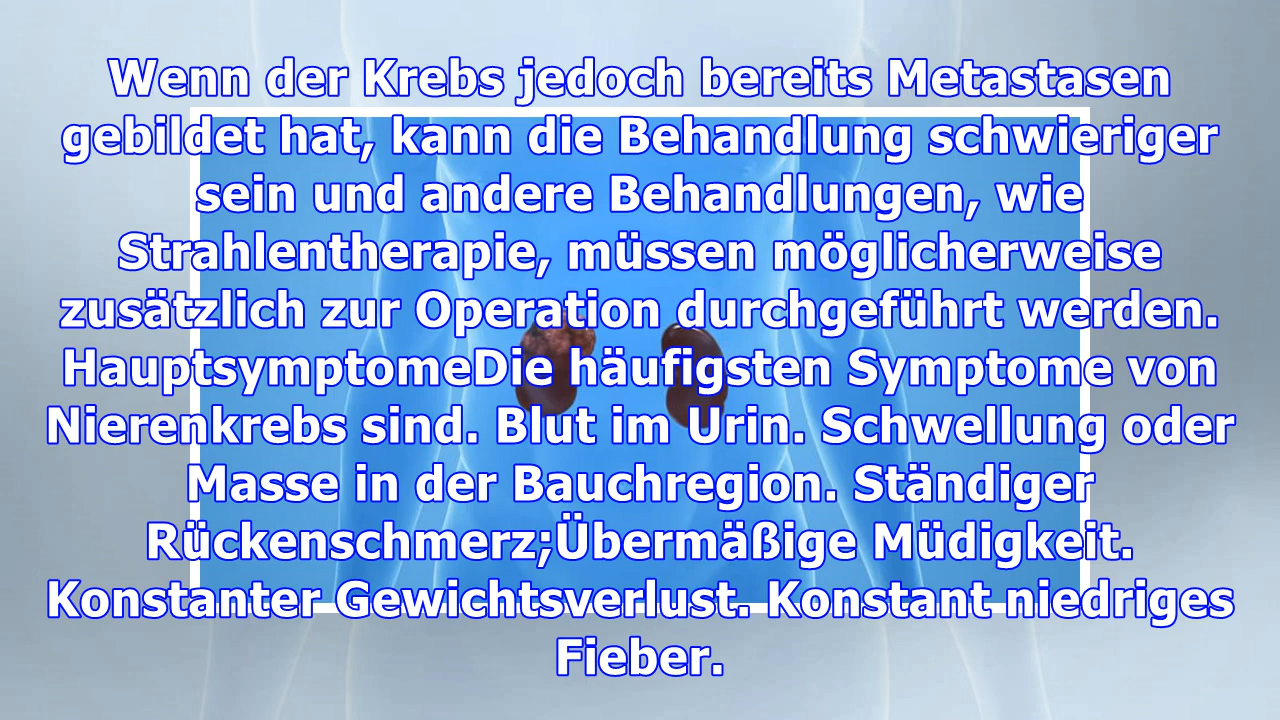 Wenn der Krebs jedoch bereits Metastasen
gebildet hat, kann die Behandlung schwieriger
sein und andere Behandlungen, wie
Strahlentherapie, müssen möglicherweise
zusätzlich zur Operation durchgeführt werden.
HauptsymptomeDie häufigsten Symptome von
Nierenkrebs sind. Blut im Urin. Schwellung oder
Masse in der Bauchregion. Ständiger
Rückenschmerz;Übermäßige Müdigkeit.
Konstanter Gewichtsverlust. Konstant niedriges
Fieber.